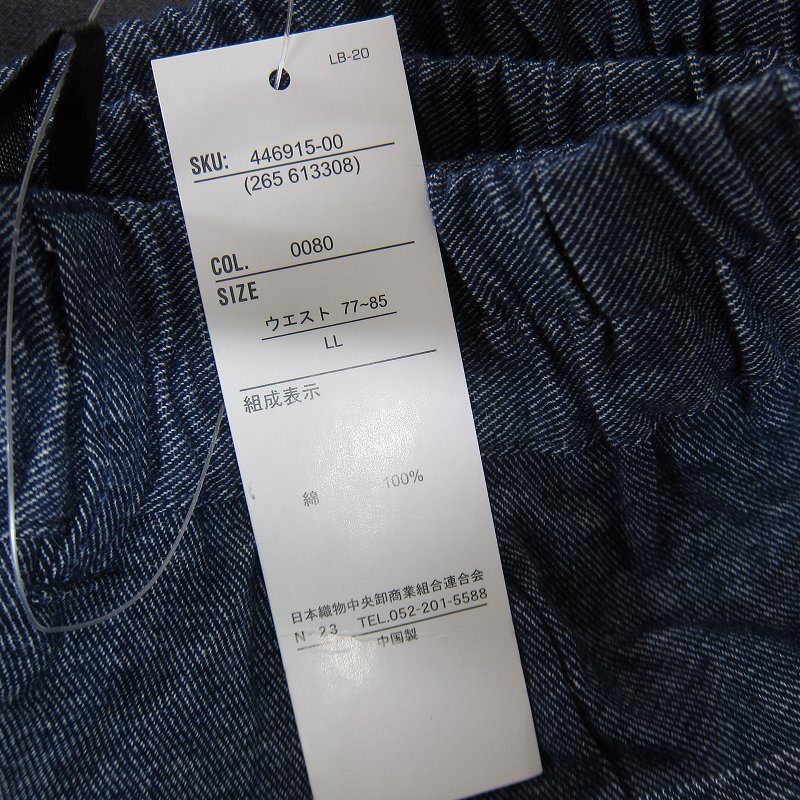 LB-20
SKU: 446915-00
(265 613308)
COL. 0080
SIZE
ウエスト 77~85
LL
組成表示
綿 100%
日本織物中央卸商業組合連合会
N-23 TEL.052-201-5588
中国製